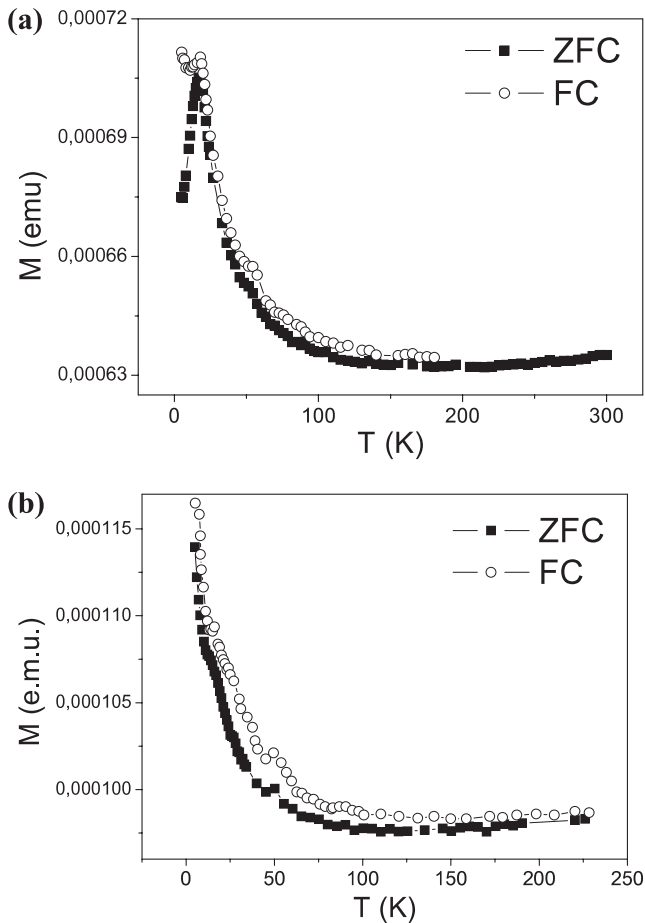 (a)
0,00072
0,00069
0,00066
0,00063
M (emu)
ZFC
FC
0 100 200 300
T (K)
(b)
0,000115
0,000110
0,000105
0,000100
M (e.m.u.)
ZFC
FC
0 50 100 150 200 250
T (K)